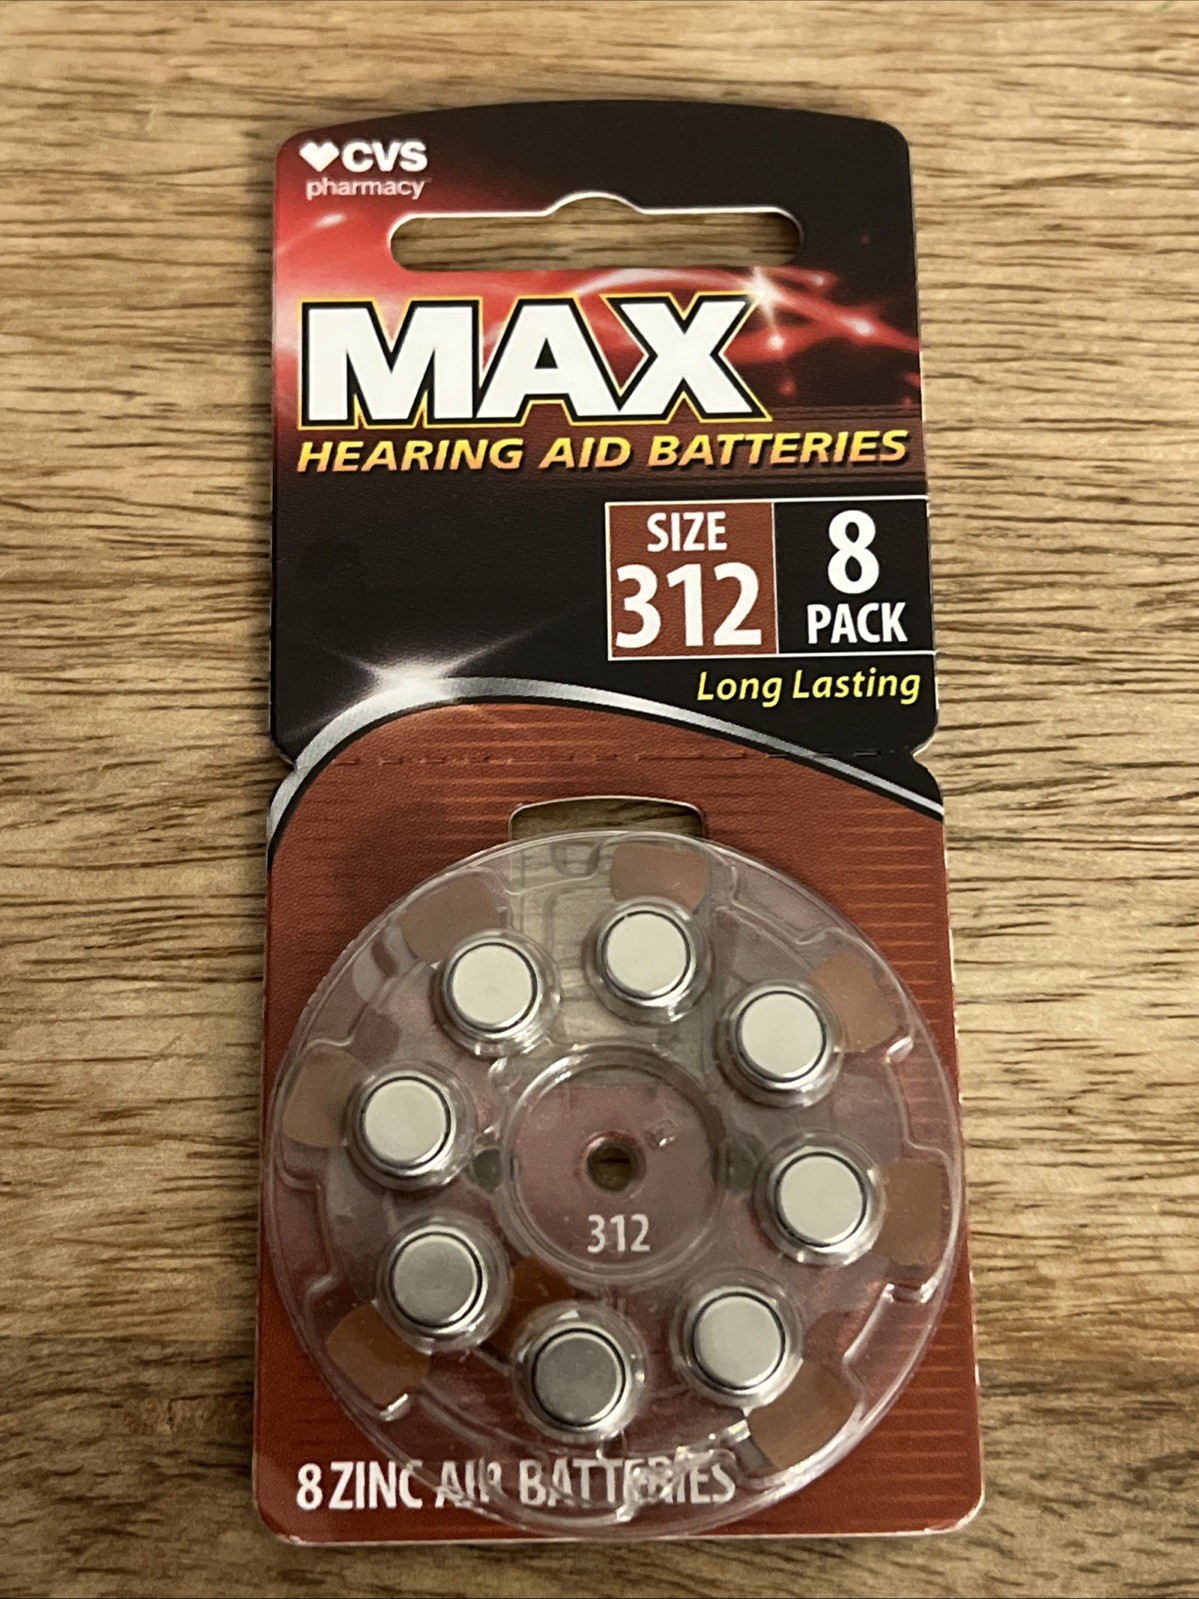 CVS
pharmacy
MAX
HEARING AID BATTERIES
SIZE
312
8
PACK
Long Lasting
312
8 ZINC AIR BATTERIES